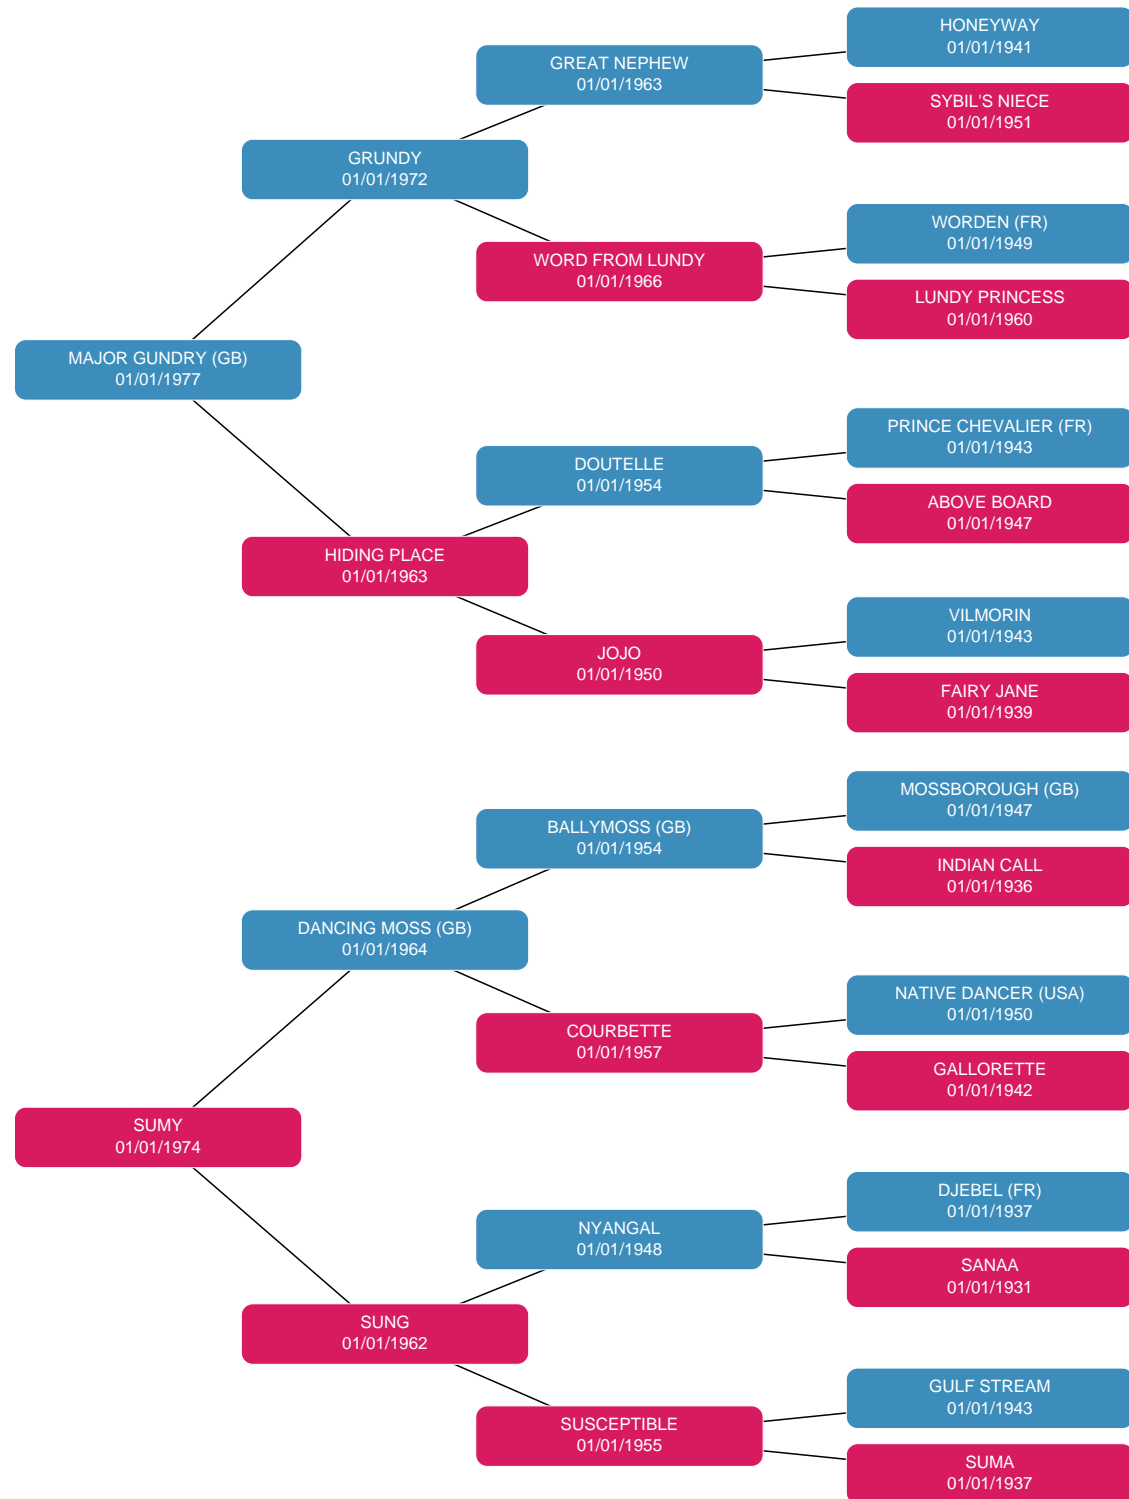 HONEYWAY
01/01/1941
GREAT NEPHEW
01/01/1963
SYBIL'S NIECE
01/01/1951
GRUNDY
01/01/1972
WORDEN (FR)
01/01/1949
WORD FROM LUNDY
01/01/1966
LUNDY PRINCESS
01/01/1960
MAJOR GUNDRY (GB)
01/01/1977
PRINCE CHEVALIER (FR)
01/01/1943
DOUTELLE
01/01/1954
ABOVE BOARD
01/01/1947
HIDING PLACE
01/01/1963
VILMORIN
01/01/1943
JOJO
01/01/1950
FAIRY JANE
01/01/1939
MOSSBOROUGH (GB)
01/01/1947
BALLYMOSS (GB)
01/01/1954
INDIAN CALL
01/01/1936
DANCING MOSS (GB)
01/01/1964
NATIVE DANCER (USA)
01/01/1950
COURBETTE
01/01/1957
GALLORETTE
01/01/1942
SUMY
01/01/1974
DJEBEL (FR)
01/01/1937
NYANGAL
01/01/1948
SANAA
01/01/1931
SUNG
01/01/1962
GULF STREAM
01/01/1943
SUSCEPTIBLE
01/01/1955
SUMA
01/01/1937